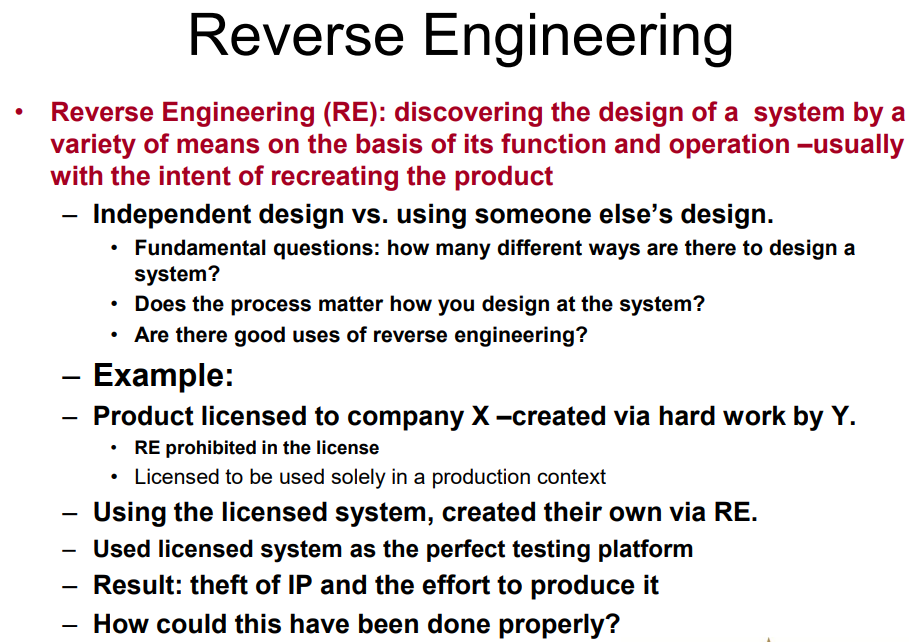 Reverse Engineering
• Reverse Engineering (RE): discovering the design of a system by a
variety of means on the basis of its function and operation –usually
with the intent of recreating the product
– Independent design vs. using someone else’s design.
• Fundamental questions: how many different ways are there to design a
system?
• Does the process matter how you design at the system?
• Are there good uses of reverse engineering?
– Example:
– Product licensed to company X –created via hard work by Y.
• RE prohibited in the license
• Licensed to be used solely in a production context
– Using the licensed system, created their own via RE.
– Used licensed system as the perfect testing platform
– Result: theft of IP and the effort to produce it
– How could this have been done properly?